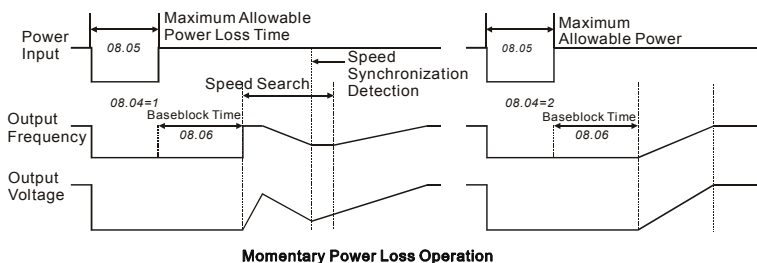 Maximum Allowable
Power Loss Time
Power
Input
08.05
Speed
Synchronization
Detection
Speed Search
Maximum
Allowable Power
08.05
08.04=1
Baseblock Time
08.06
Output
Frequency
08.04=2
Baseblock Time
08.06
Output
Voltage
Momentary Power Loss Operation